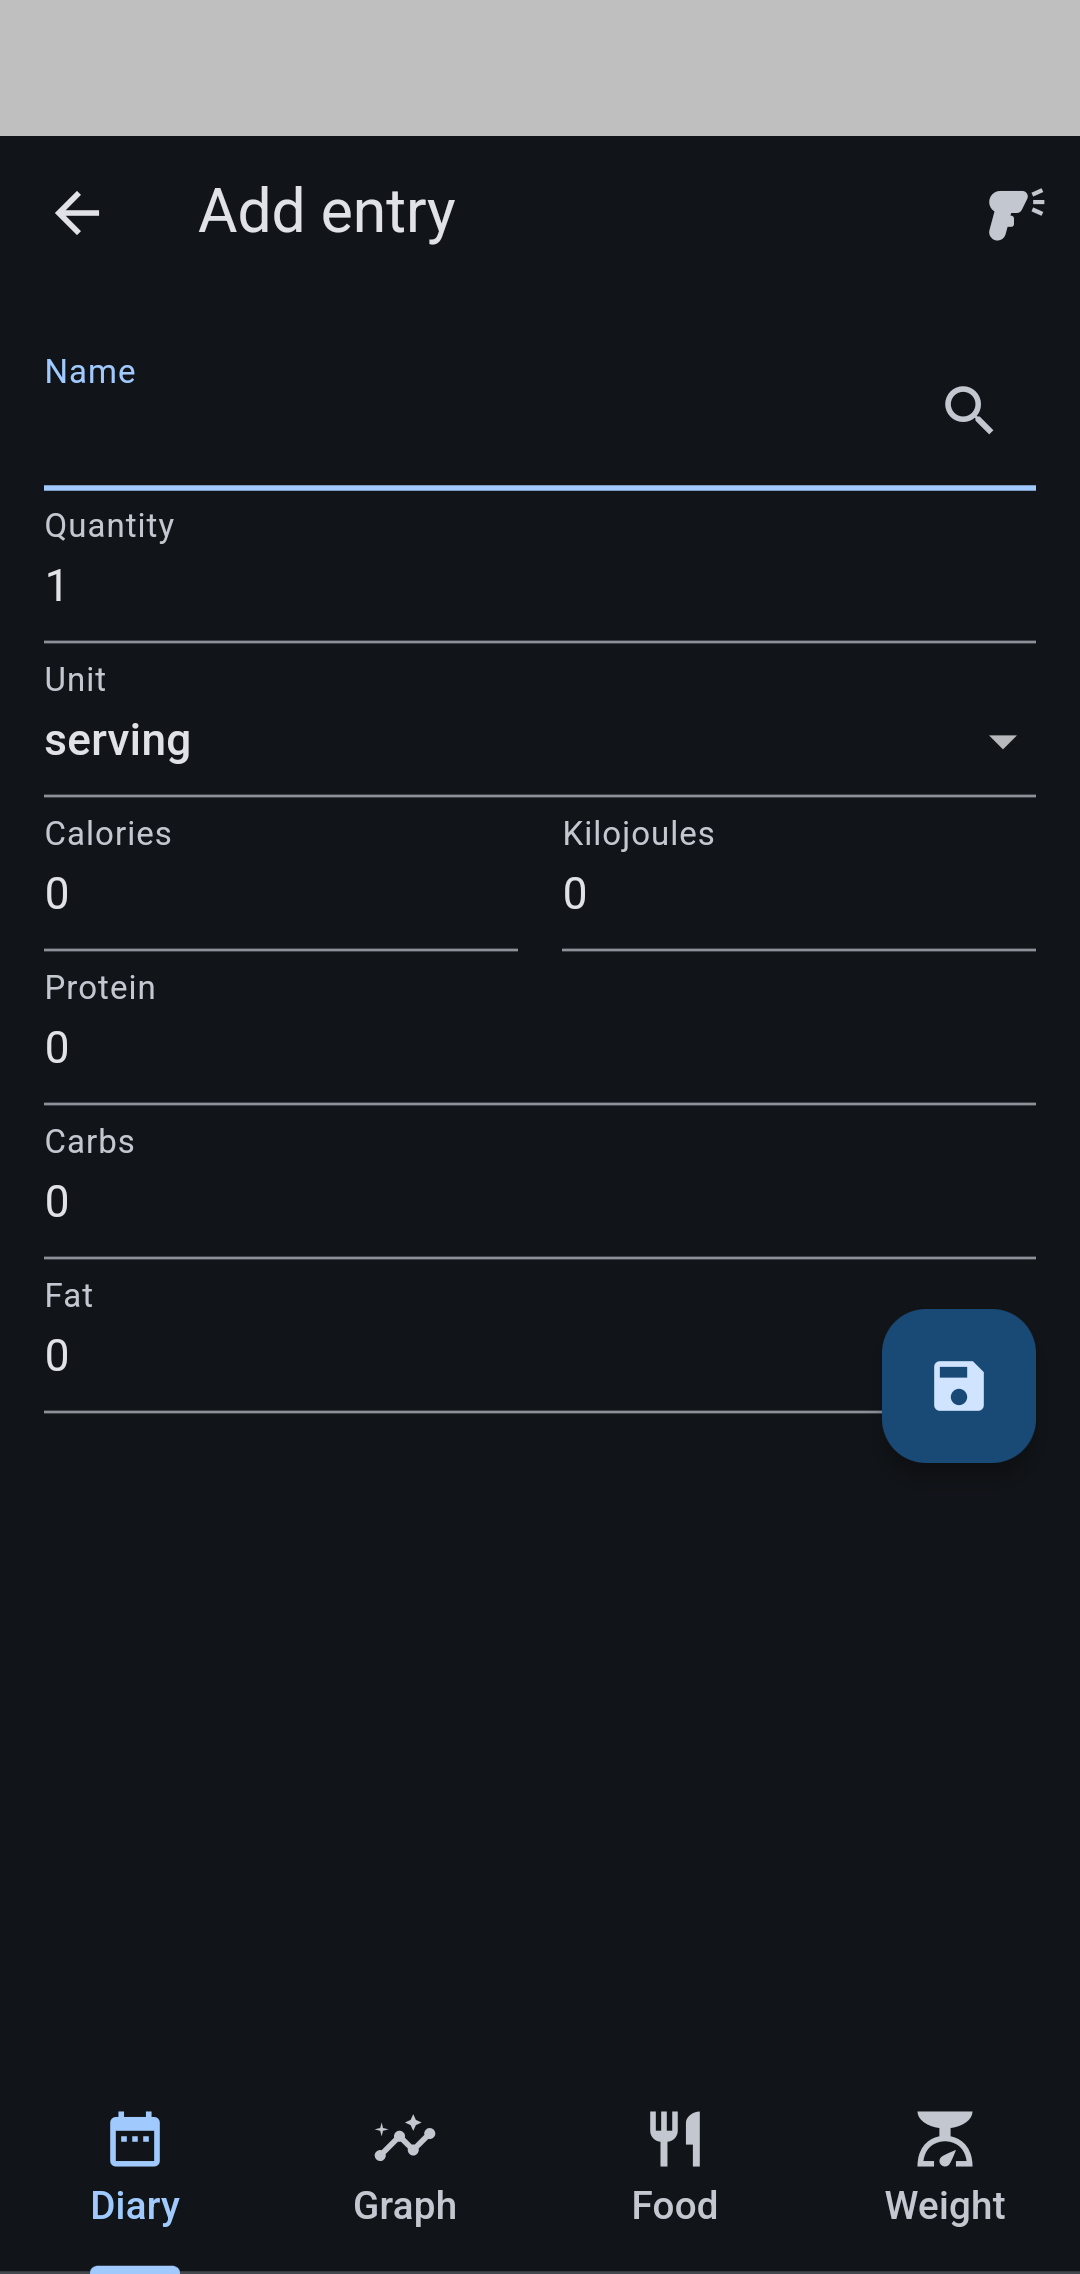 Add entry
Name
Quantity
1
Unit
serving
Calories
Kilojoules
0
0
Protein
0
Carbs
0
Fat
0
Diary
Graph
Food
Weight